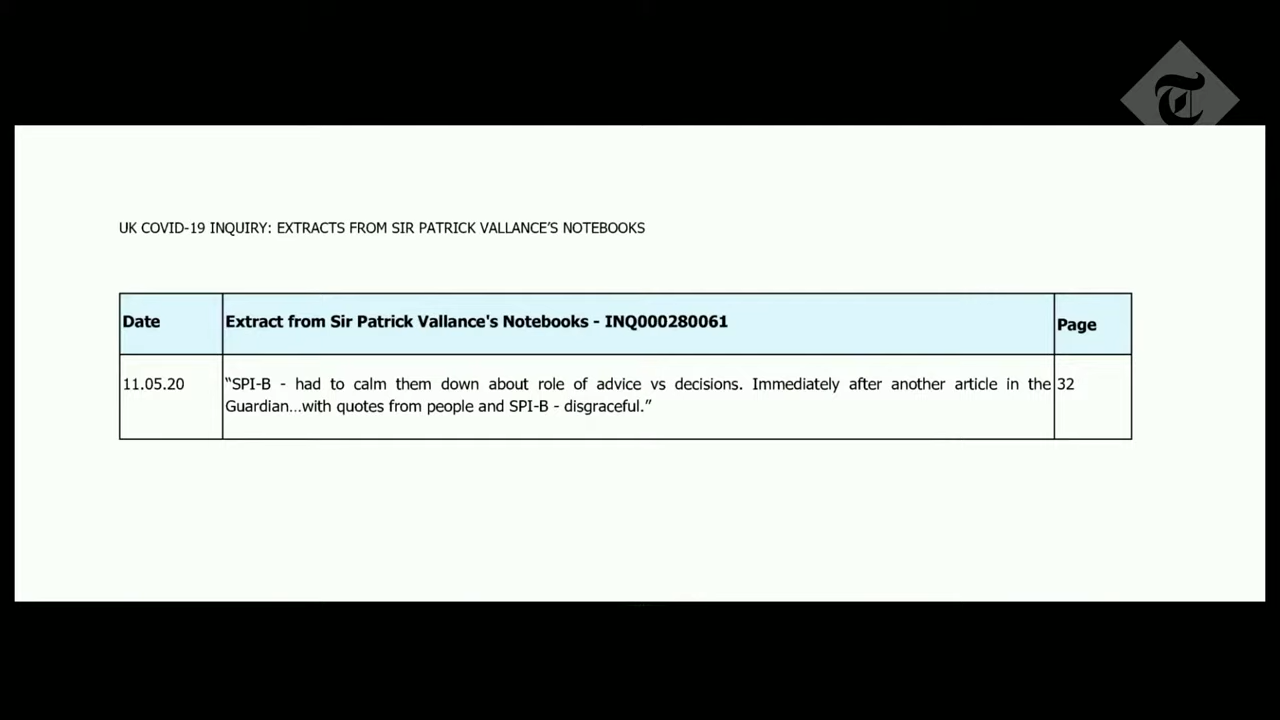 UK COVID-19 INQUIRY: EXTRACTS FROM SIR PATRICK VALLANCE’S NOTEBOOKS
Date
Extract from Sir Patrick Vallance's Notebooks - INQ000280061
Page
11.05.20
“SPI-B - had to calm them down about role of advice vs decisions. Immediately after another article in the
Guardian…with quotes from people and SPI-B - disgraceful.”
32